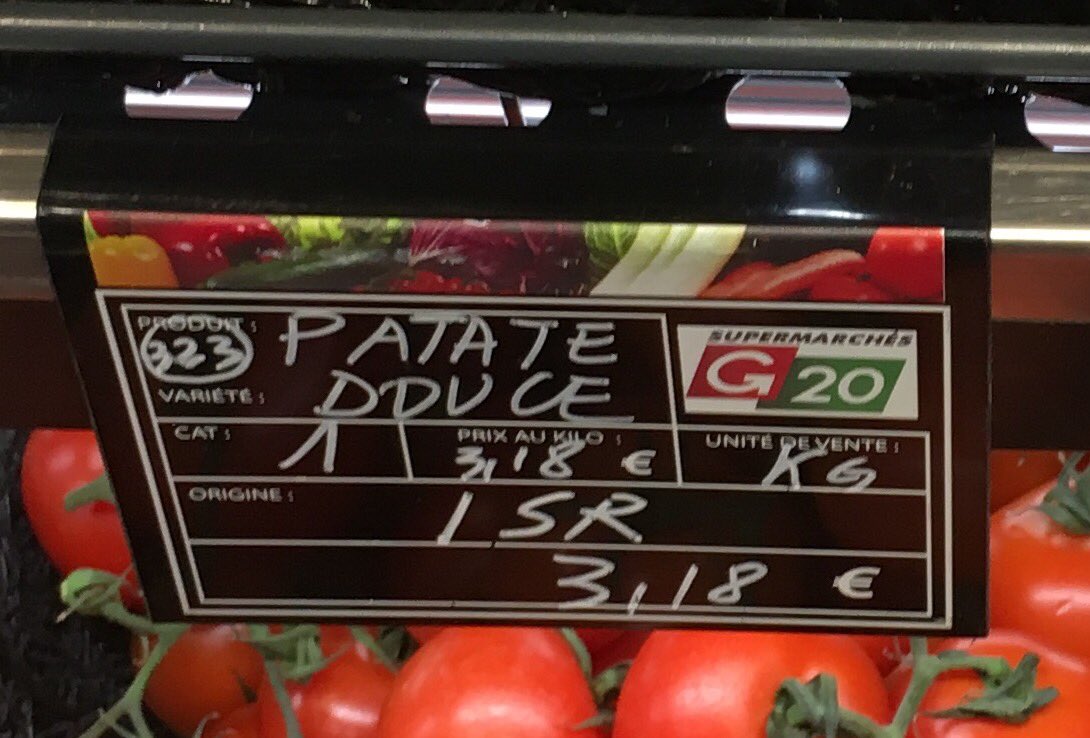 PRODUIT : PATATE
323
VARIÉTÉ : DOUCE
SUPERMARCHÉS
G20
CAT : 1
PRIX AU KILO : 3,18 €
UNITÉ DE VENTE : KG
ORIGINE : ISR
3,18 €